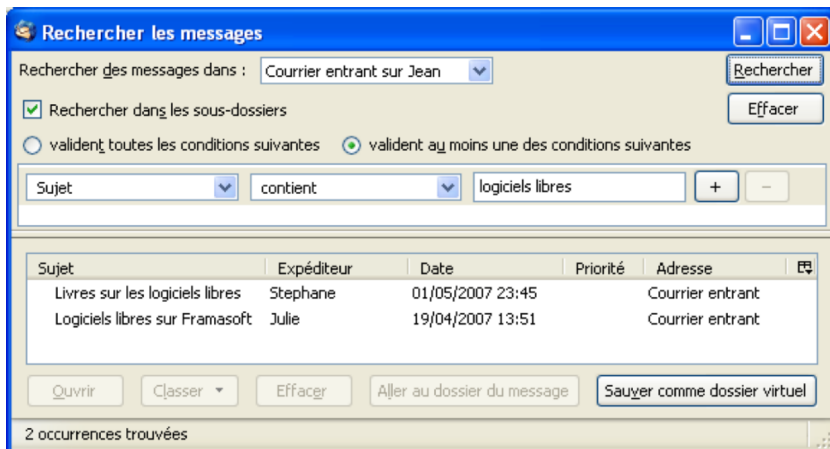 Rechercher les messages
Rechercher des messages dans : Courrier entrant sur Jean Rechercher
Rechercher dans les sous-dossiers Effacer
valident toutes les conditions suivantes valident au moins une des conditions suivantes
Sujet contient logiciels libres + −
Sujet Expéditeur Date Priorité Adresse
Livres sur les logiciels libres Stephane 01/05/2007 23:45 Courrier entrant
Logiciels libres sur Framasoft Julie 19/04/2007 13:51 Courrier entrant
Ouvrir Classer Effacer Aller au dossier du message Sauver comme dossier virtuel
2 occurrences trouvées